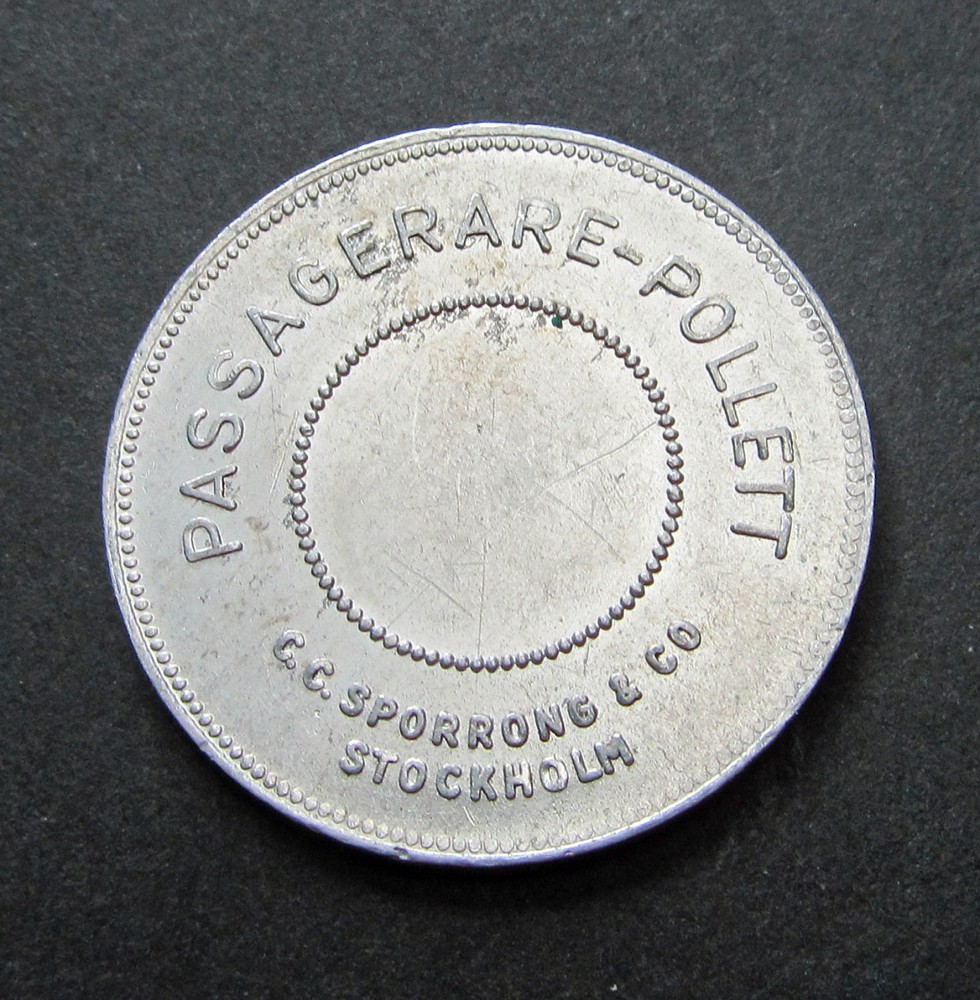 PASSAGERARE-POLLETT
C.C. SPORRONG & CO
STOCKHOLM